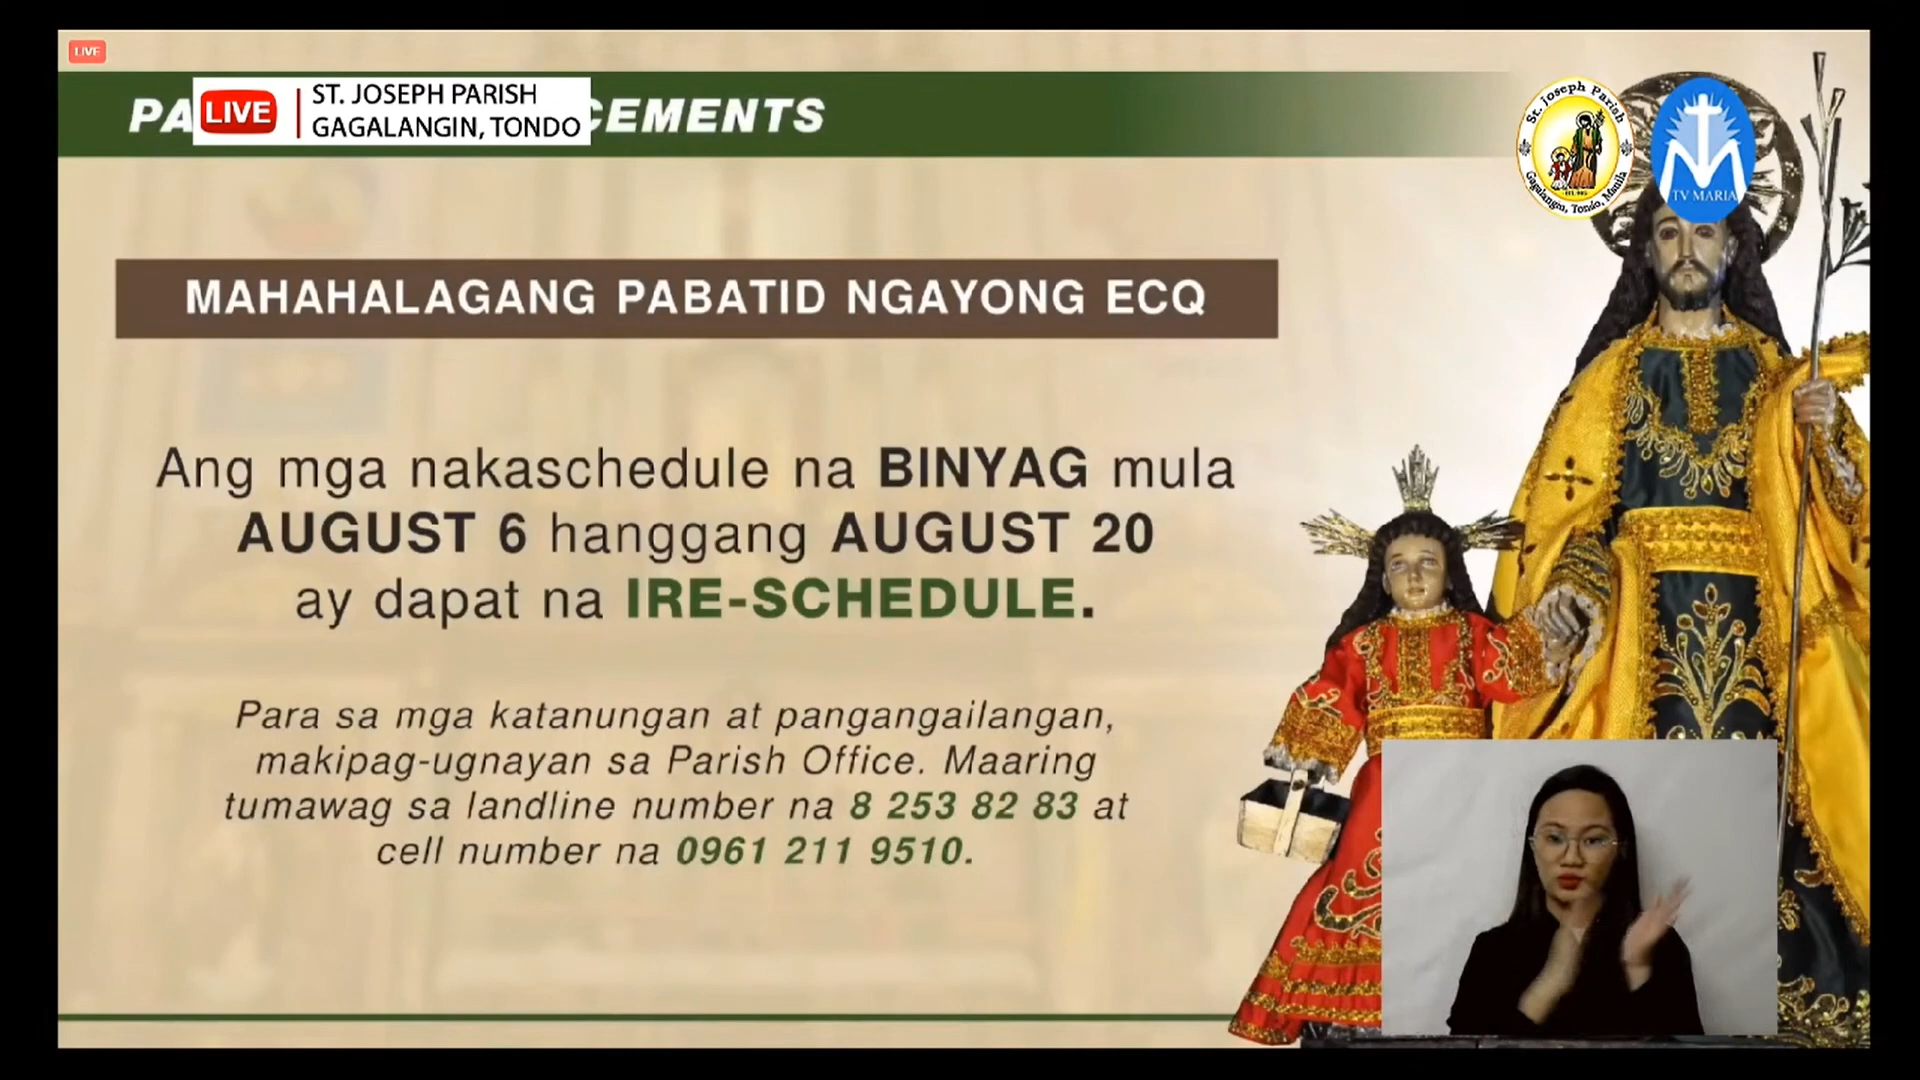 LIVE
PA
CEMENTS
LIVE
ST. JOSEPH PARISH
GAGALANGIN, TONDO
St. Joseph Parish
Gagalangin, Tondo, Manila
TV MARIA
MAHAHALAGANG PABATID NGAYONG ECQ
Ang mga nakaschedule na BINYAG mula
AUGUST 6 hanggang AUGUST 20
ay dapat na IRE-SCHEDULE.
Para sa mga katanungan at pangangailangan,
makipag-ugnayan sa Parish Office. Maaring
tumawag sa landline number na 8 253 82 83 at
cell number na 0961 211 9510.